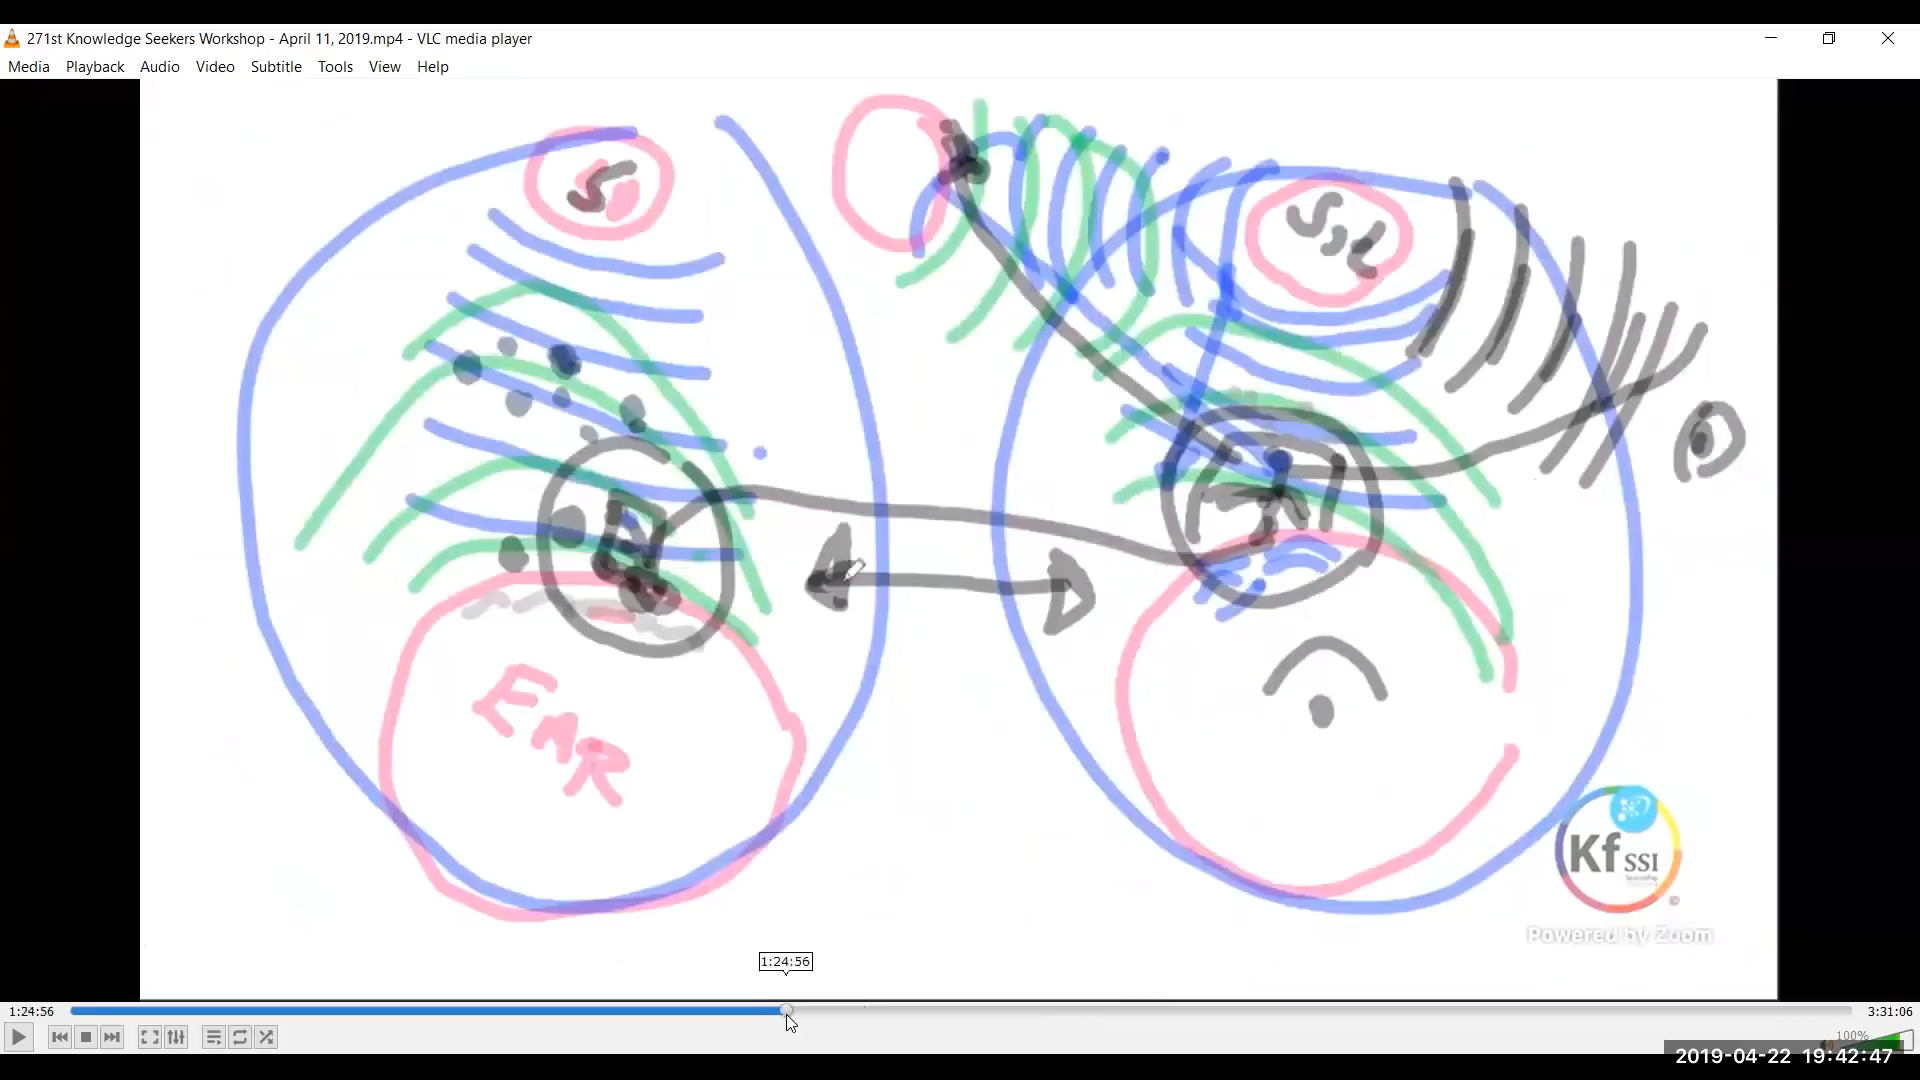 271st Knowledge Seekers Workshop - April 11, 2019.mp4 - VLC media player
Media Playback Audio Video Subtitle Tools View Help
S
SiL
EAR
Kf SSI
©
Powered by Zoom
1:24:56
1:24:56
3:31:06
100%
2019-04-22 19:42:47